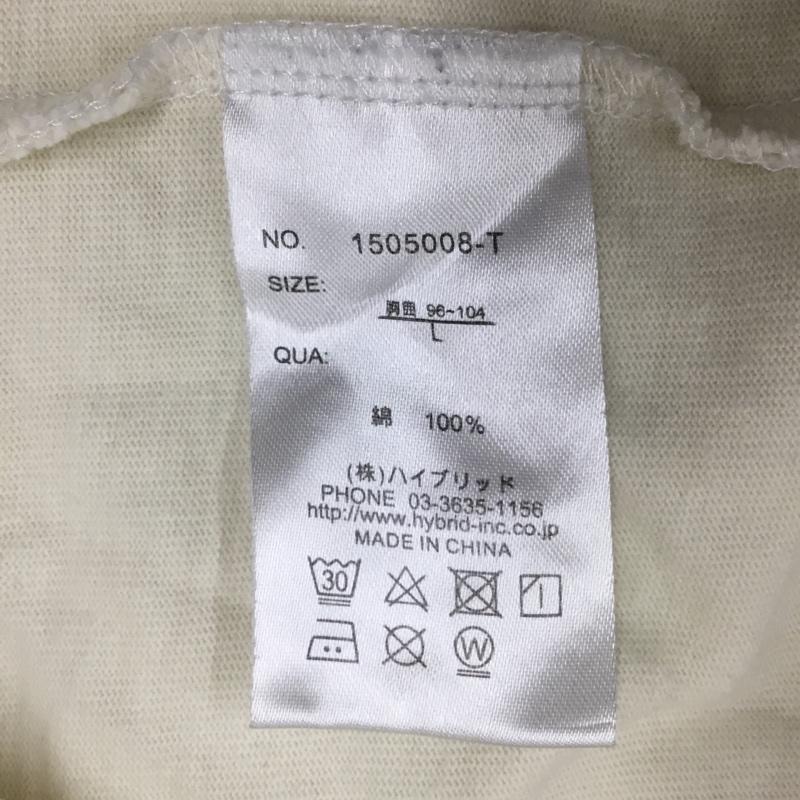 NO. 1505008-T
SIZE:
胸囲 96~104
L
QUA:
綿 100%
(株)ハイブリッド
PHONE 03-3635-1156
http://www.hybrid-inc.co.jp
MADE IN CHINA
30
W